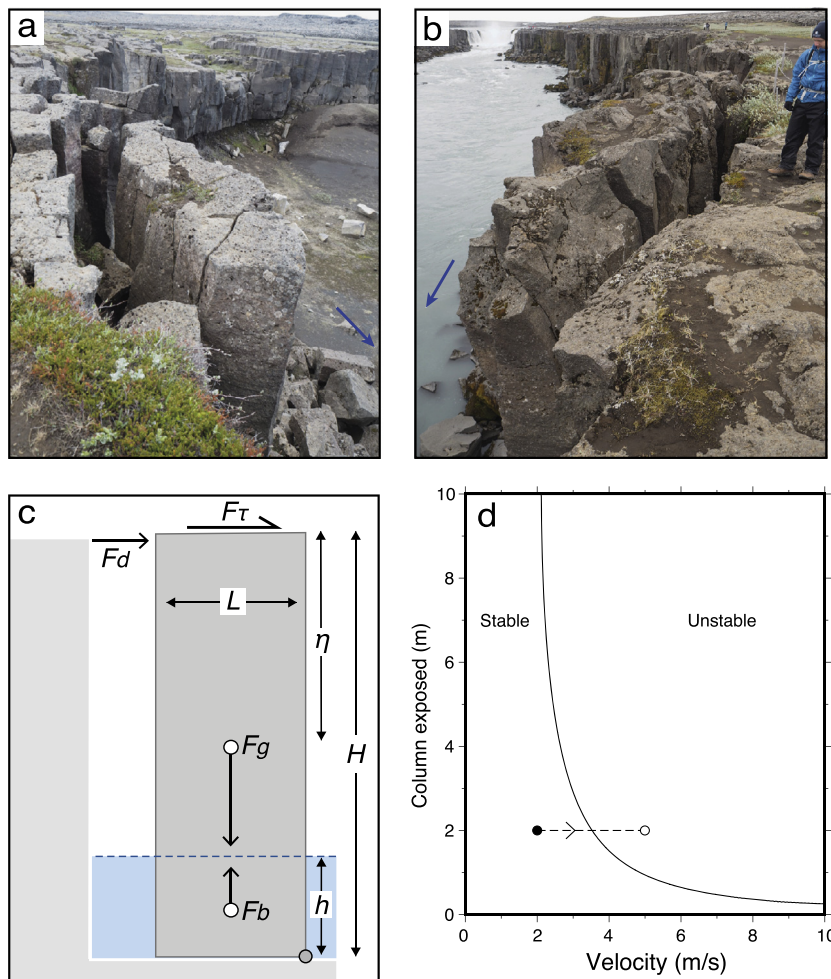 a
b
c
Fτ
Fd
L
η
Fg
H
h
Fb
d
10
8
6
4
2
0
Column exposed (m)
Stable
Unstable
0 2 4 6 8 10
Velocity (m/s)